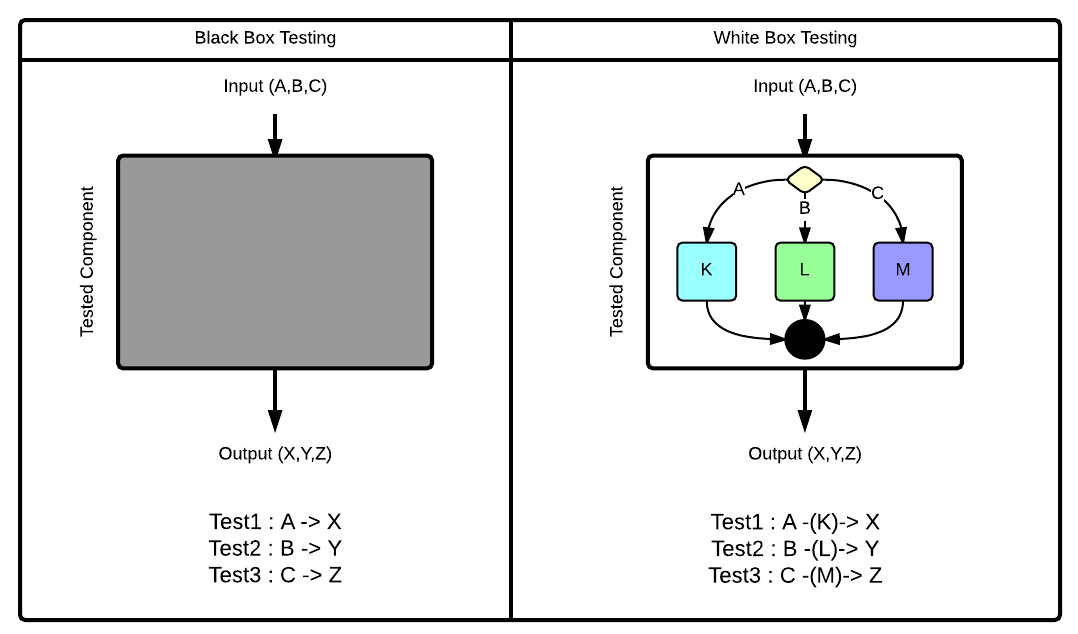 Black Box Testing
Input (A,B,C)
Tested Component
Output (X,Y,Z)
Test1 : A -> X
Test2 : B -> Y
Test3 : C -> Z
White Box Testing
Input (A,B,C)
Tested Component
A
B
C
K
L
M
Output (X,Y,Z)
Test1 : A -(K)-> X
Test2 : B -(L)-> Y
Test3 : C -(M)-> Z